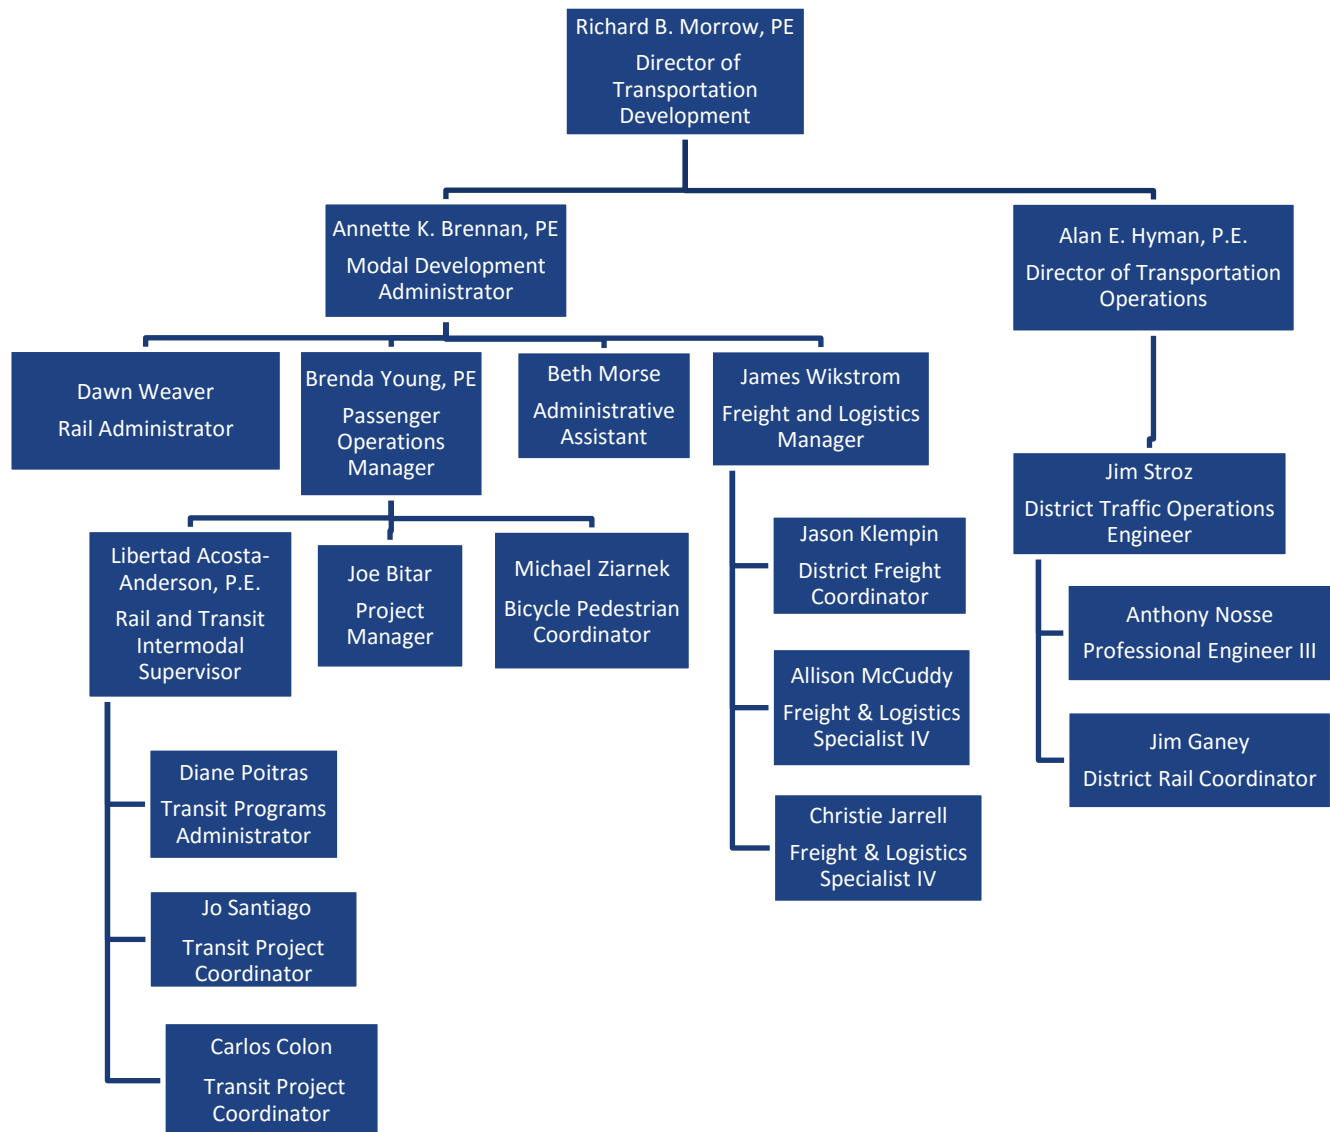 Richard B. Morrow, PE
Director of
Transportation
Development
Annette K. Brennan, PE
Modal Development
Administrator
Alan E. Hyman, P.E.
Director of Transportation
Operations
Dawn Weaver
Rail Administrator
Brenda Young, PE
Passenger
Operations
Manager
Beth Morse
Administrative
Assistant
James Wikstrom
Freight and Logistics
Manager
Jim Stroz
District Traffic Operations
Engineer
Libertad Acosta-
Anderson, P.E.
Rail and Transit
Intermodal
Supervisor
Joe Bitar
Project
Manager
Michael Ziarnek
Bicycle Pedestrian
Coordinator
Jason Klempin
District Freight
Coordinator
Anthony Nosse
Professional Engineer III
Allison McCuddy
Freight & Logistics
Specialist IV
Jim Ganey
District Rail Coordinator
Diane Poitras
Transit Programs
Administrator
Christie Jarrell
Freight & Logistics
Specialist IV
Jo Santiago
Transit Project
Coordinator
Carlos Colon
Transit Project
Coordinator